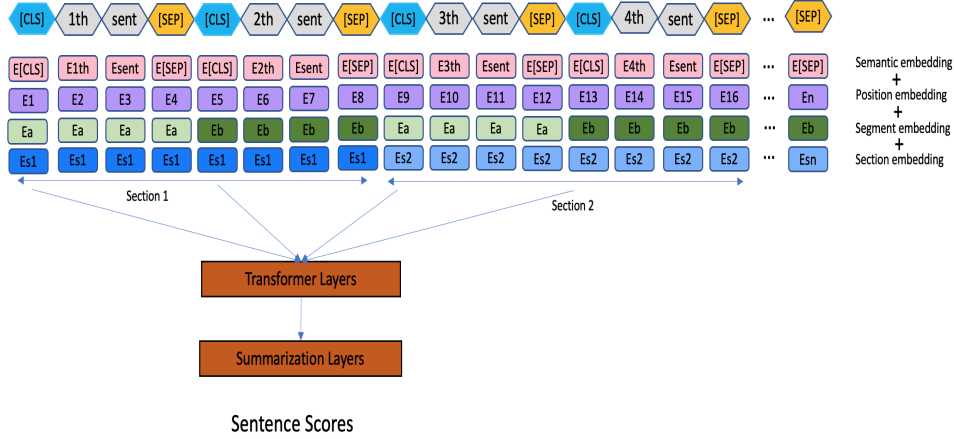 [CLS] 1th sent [SEP] [CLS] 2th sent [SEP] [CLS] 3th sent [SEP] [CLS] 4th sent [SEP] ... [SEP]
E[CLS] E1th Esent E[SEP] E[CLS] E2th Esent E[SEP] E[CLS] E3th Esent E[SEP] E[CLS] E4th Esent E[SEP] ... E[SEP] Semantic embedding
+
E1 E2 E3 E4 E5 E6 E7 E8 E9 E10 E11 E12 E13 E14 E15 E16 ... En Position embedding
+
Ea Ea Ea Ea Eb Eb Eb Eb Ea Ea Ea Ea Eb Eb Eb Eb ... Eb Segment embedding
+
Es1 Es1 Es1 Es1 Es1 Es1 Es1 Es1 Es2 Es2 Es2 Es2 Es2 Es2 Es2 Es2 ... Esn Section embedding
Section 1
Section 2
Transformer Layers
Summarization Layers
Sentence Scores